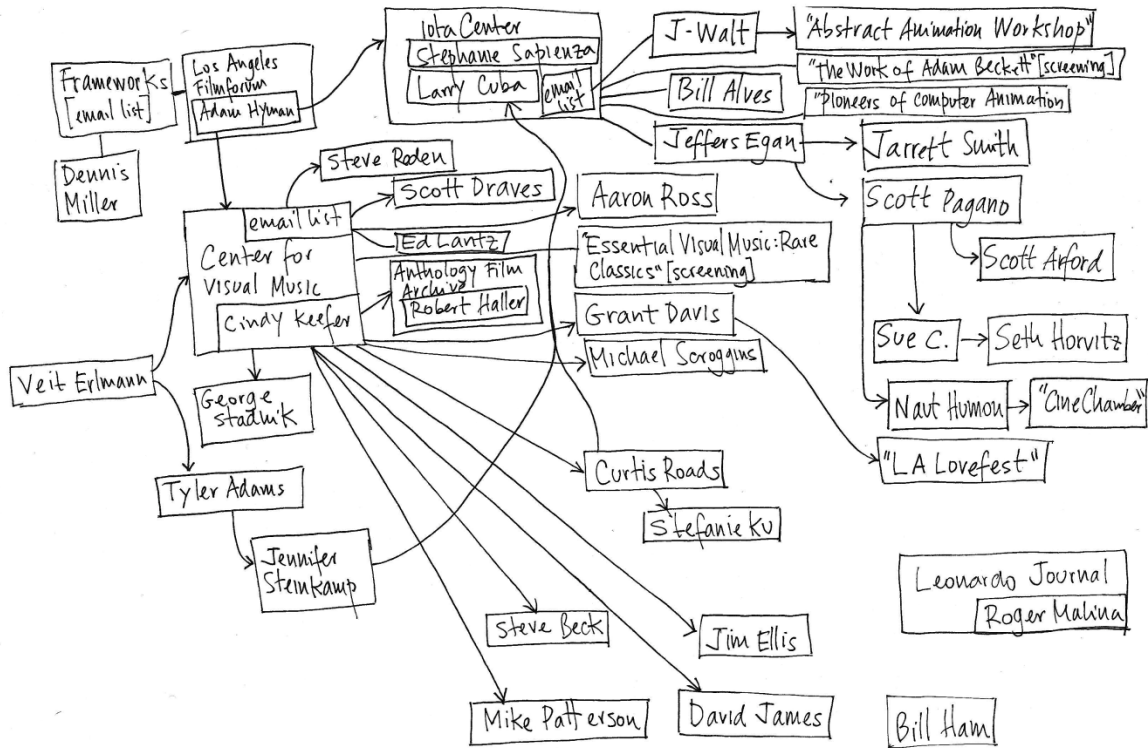 Frameworks
[email list]
Dennis
Miller
Los Angeles
Filmforum
Adam Hyman
Iota Center
Stephanie Sapienza
Larry Cuba
email
list
J-Walt
"Abstract Animation Workshop"
"The Work of Adam Beckett" [screening]
Bill Alves
"Pioneers of Computer Animation
Jeffers Egan
Jarrett Smith
Scott
Pagano
Scott Arford
Sue C.
Seth Horvitz
Naut Humon
"CineChamber"
"LA Lovefest"
Steve Roden
Scott Draves
Aaron Ross
email list
Ed Lantz
"Essential Visual Music: Rare
Classics" [screening]
Center for
Visual Music
Cindy Keefer
Anthology Film
Archive
Robert Haller
Grant Davis
Michael Scroggins
Veit Erlmann
George
Stadnik
Tyler Adams
Curtis Roads
Stefanie Ku
Jennifer
Steinkamp
Steve Beck
Jim Ellis
Mike Patterson
David James
Leonardo Journal
Roger Malina
Bill Ham